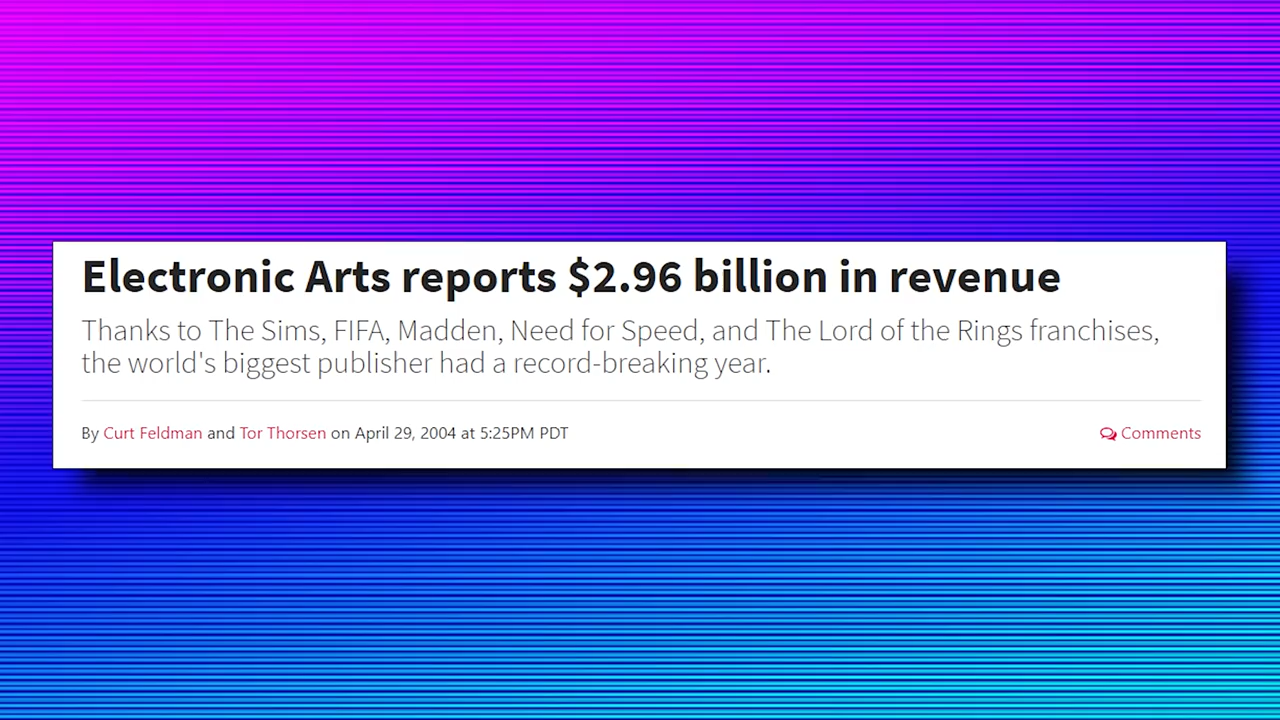 Electronic Arts reports $2.96 billion in revenue
Thanks to The Sims, FIFA, Madden, Need for Speed, and The Lord of the Rings franchises,
the world's biggest publisher had a record-breaking year.
By Curt Feldman and Tor Thorsen on April 29, 2004 at 5:25PM PDT
Comments